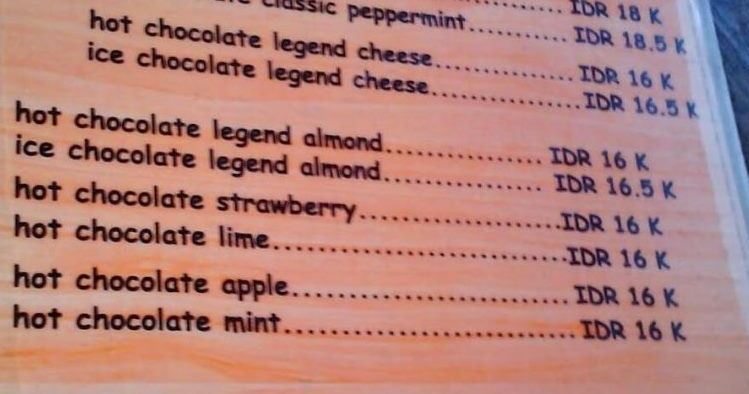 classic peppermint.......... IDR 18 K
IDR 18.5 K
hot chocolate legend cheese............... IDR 16 K
ice chocolate legend cheese................IDR 16.5 K
hot chocolate legend almond................ IDR 16 K
ice chocolate legend almond................ IDR 16.5 K
hot chocolate strawberry....................IDR 16 K
hot chocolate lime.............................IDR 16 K
hot chocolate apple........................... IDR 16 K
hot chocolate mint............................ IDR 16 K